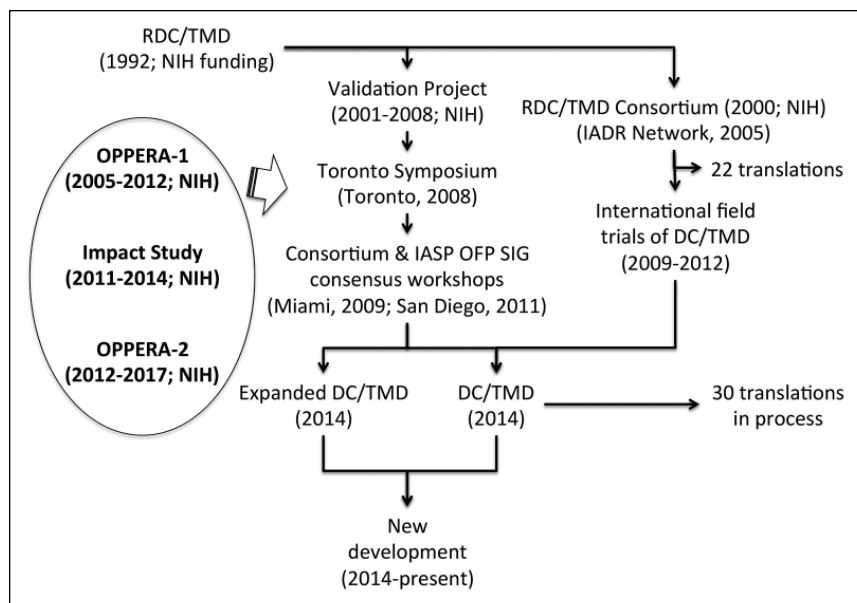 RDC/TMD
(1992; NIH funding)
Validation Project
(2001-2008; NIH)
RDC/TMD Consortium (2000; NIH)
(IADR Network, 2005)
OPPERA-1
(2005-2012; NIH)
22 translations
Toronto Symposium
(Toronto, 2008)
International field
trials of DC/TMD
(2009-2012)
Impact Study
(2011-2014; NIH)
Consortium & IASP OFP SIG
consensus workshops
(Miami, 2009; San Diego, 2011)
OPPERA-2
(2012-2017; NIH)
Expanded DC/TMD
(2014)
DC/TMD
(2014)
30 translations
in process
New
development
(2014-present)